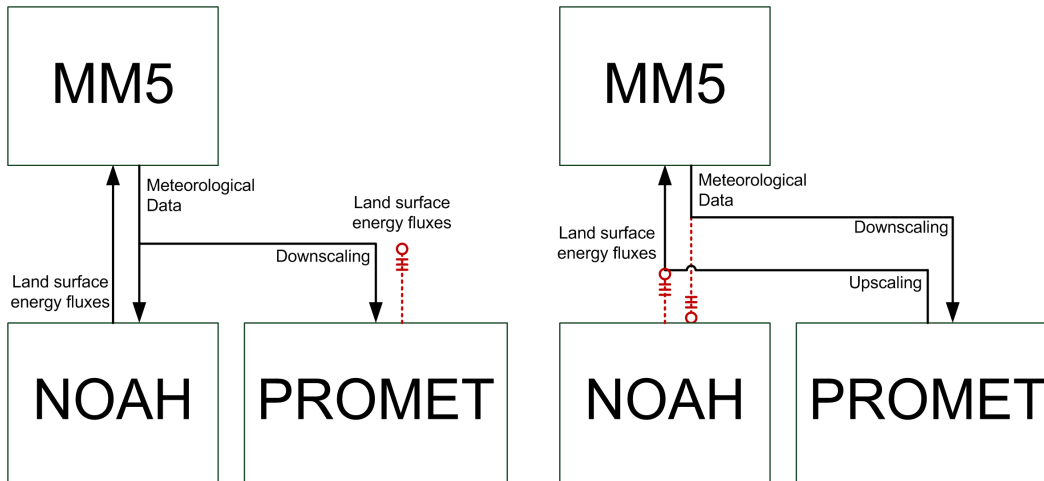 MM5
Meteorological
Data
Land surface
energy fluxes
Downscaling
Land surface
energy fluxes
NOAH
PROMET
MM5
Meteorological
Data
Land surface
energy fluxes
Downscaling
Upscaling
NOAH
PROMET